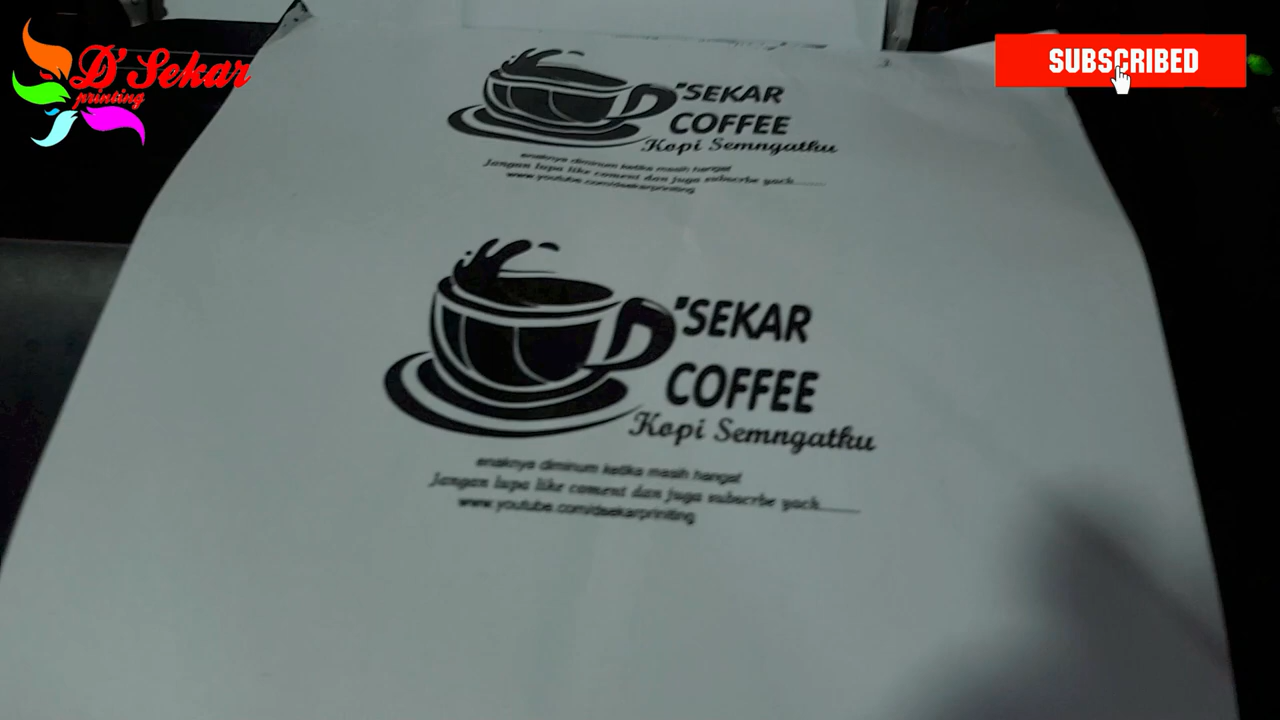 D'Sekar
printing
SUBSCRIBED
"SEKAR
COFFEE
Kopi Semngatku
enaknya diminum ketika masih hangat
Jangan lupa like coment dan juga subscrbe yach.........
www.youtube.com/dsekarprinting
"SEKAR
COFFEE
Kopi Semngatku
enaknya diminum ketika masih hangat
Jangan lupa like coment dan juga subscrbe yach.........
www.youtube.com/dsekarprinting